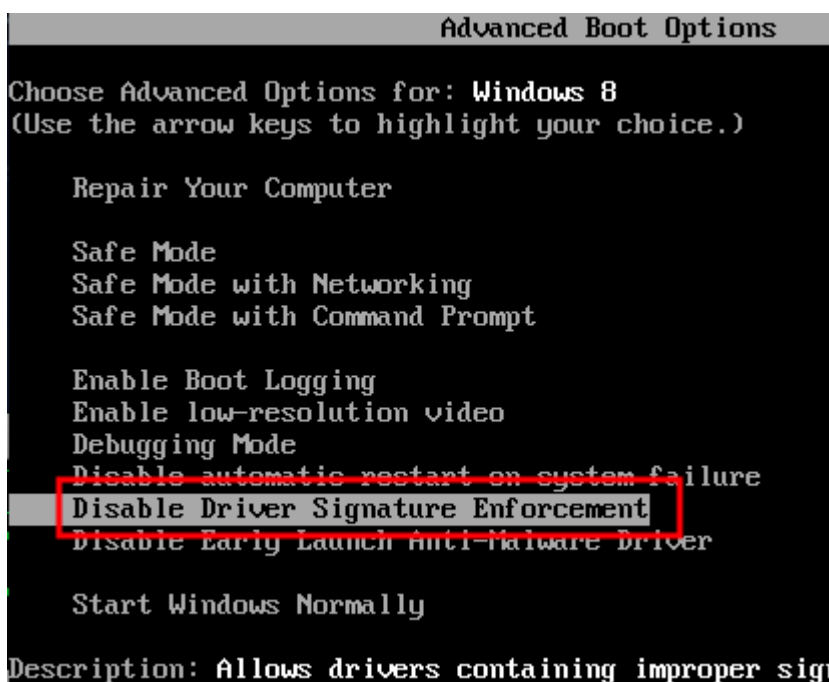 Advanced Boot Options
Choose Advanced Options for: Windows 8
(Use the arrow keys to highlight your choice.)
Repair Your Computer
Safe Mode
Safe Mode with Networking
Safe Mode with Command Prompt
Enable Boot Logging
Enable low-resolution video
Debugging Mode
Disable automatic restart on system failure
Disable Driver Signature Enforcement
Disable Early Launch Anti-Malware Driver
Start Windows Normally
Description: Allows drivers containing improper